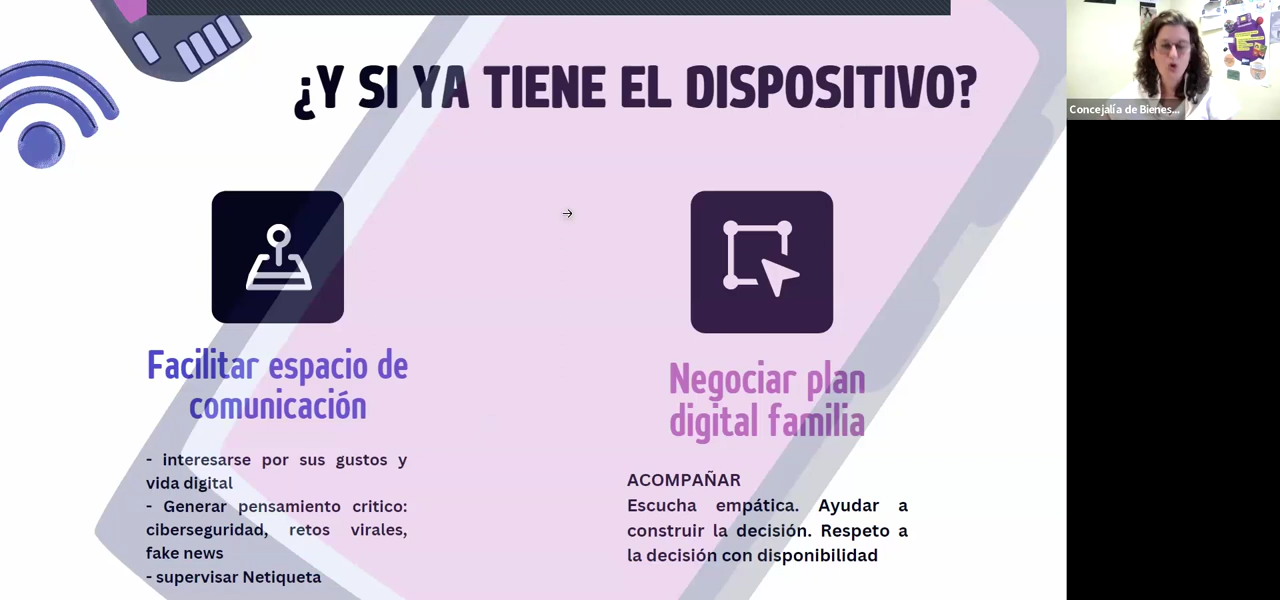 ¿Y SI YA TIENE EL DISPOSITIVO?
Concejalía de Bienes...
Facilitar espacio de
comunicación
- interesarse por sus gustos y
vida digital
- Generar pensamiento critico:
ciberseguridad, retos virales,
fake news
- supervisar Netiqueta
Negociar plan
digital familia
ACOMPAÑAR
Escucha empática. Ayudar a
construir la decisión. Respeto a
la decisión con disponibilidad